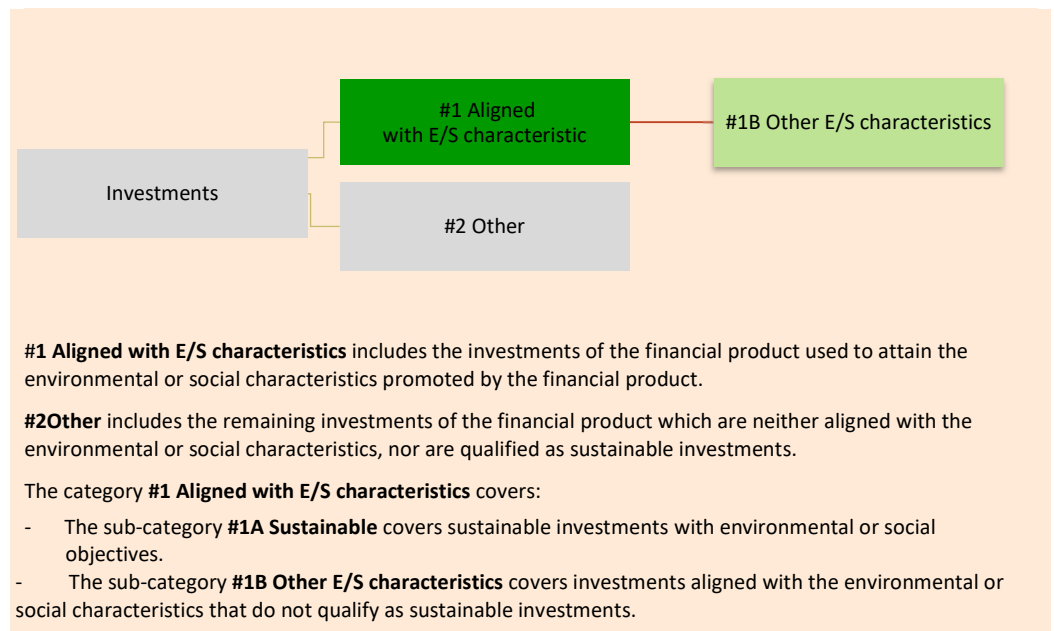 #1 Aligned
with E/S characteristic
#1B Other E/S characteristics
Investments
#2 Other
#1 Aligned with E/S characteristics includes the investments of the financial product used to attain the
environmental or social characteristics promoted by the financial product.
#2Other includes the remaining investments of the financial product which are neither aligned with the
environmental or social characteristics, nor are qualified as sustainable investments.
The category #1 Aligned with E/S characteristics covers:
- The sub-category #1A Sustainable covers sustainable investments with environmental or social
objectives.
- The sub-category #1B Other E/S characteristics covers investments aligned with the environmental or
social characteristics that do not qualify as sustainable investments.